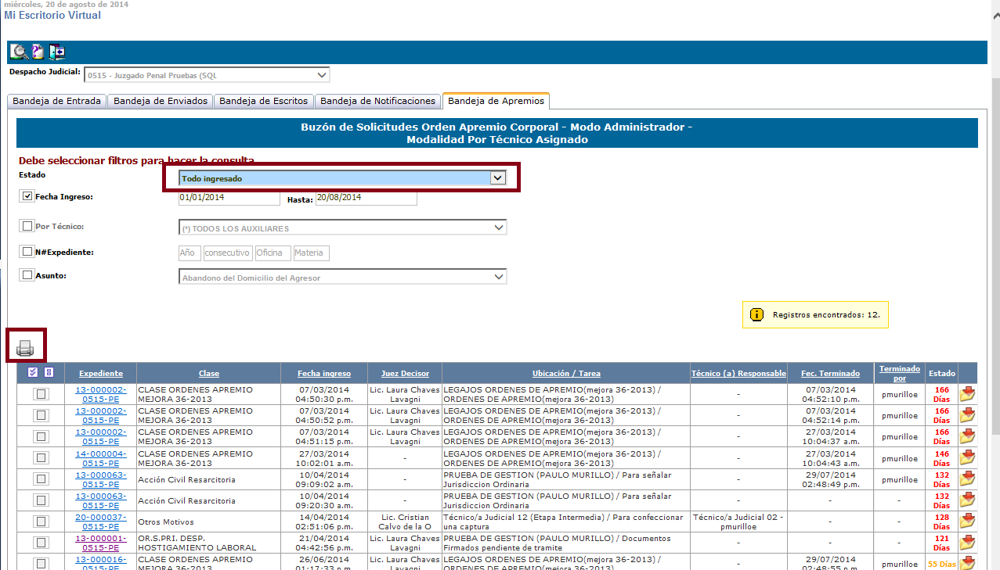 miércoles, 20 de agosto de 2014
Mi Escritorio Virtual
Despacho Judicial: 0515 - Juzgado Penal Pruebas (SQL
Bandeja de Entrada Bandeja de Enviados Bandeja de Escritos Bandeja de Notificaciones Bandeja de Apremios
Buzón de Solicitudes Orden Apremio Corporal - Modo Administrador -
Modalidad Por Técnico Asignado
Debe seleccionar filtros para hacer la consulta
Estado Todo ingresado
Fecha Ingreso: 01/01/2014 Hasta: 20/08/2014
Por Técnico: (*) TODOS LOS AUXILIARES
N#Expediente: Año consecutivo Oficina Materia
Asunto: Abandono del Domicilio del Agresor
Registros encontrados: 12.
Expediente Clase Fecha ingreso Juez Decisor Ubicación / Tarea Técnico (a) Responsable Fec. Terminado Terminado por Estado
13-000002- CLASE ORDENES APREMIO 07/03/2014 Lic. Laura Chaves LEGAJOS ORDENES DE APREMIO(mejora 36-2013) / - 07/03/2014 pmurilloe 166
0515-PE MEJORA 36-2013 04:50:30 p.m. Lavagni ORDENES DE APREMIO(mejora 36-2013) 04:52:10 p.m. Días
13-000002- CLASE ORDENES APREMIO 07/03/2014 Lic. Laura Chaves LEGAJOS ORDENES DE APREMIO(mejora 36-2013) / - 07/03/2014 pmurilloe 166
0515-PE MEJORA 36-2013 04:50:52 p.m. Lavagni ORDENES DE APREMIO(mejora 36-2013) 04:52:14 p.m. Días
13-000002- CLASE ORDENES APREMIO 07/03/2014 Lic. Laura Chaves LEGAJOS ORDENES DE APREMIO(mejora 36-2013) / - 27/03/2014 pmurilloe 166
0515-PE MEJORA 36-2013 04:51:15 p.m. Lavagni ORDENES DE APREMIO(mejora 36-2013) 10:04:37 a.m. Días
14-000004- CLASE ORDENES APREMIO 27/03/2014 - LEGAJOS ORDENES DE APREMIO(mejora 36-2013) / - 27/03/2014 pmurilloe 146
0515-PE MEJORA 36-2013 10:02:01 a.m. ORDENES DE APREMIO(mejora 36-2013) 10:04:43 a.m. Días
13-000063- Acción Civil Resarcitoria 10/04/2014 - PRUEBA DE GESTION (PAULO MURILLO) / Para señalar - 29/07/2014 pmurilloe 132
0515-PE 09:09:02 a.m. Jurisdiccion Ordinaria 02:48:49 p.m. Días
13-000063- Acción Civil Resarcitoria 10/04/2014 - PRUEBA DE GESTION (PAULO MURILLO) / Para señalar - - - 132
0515-PE 09:20:30 a.m. Jurisdiccion Ordinaria Días
20-000037- Otros Motivos 14/04/2014 Lic. Cristian Técnico/a Judicial 12 (Etapa Intermedia) / Para confeccionar Técnico/a Judicial 02 - - - 128
0515-PE 02:51:06 p.m. Calvo de la O una captura pmurilloe Días
13-000001- OR.S.PRI. DESP. 21/04/2014 Lic. Laura Chaves PRUEBA DE GESTION (PAULO MURILLO) / Documentos - - - 121
0515-PE HOSTIGAMIENTO LABORAL 04:42:56 p.m. Lavagni Firmados pendiente de tramite Días
13-000016- CLASE ORDENES APREMIO 26/06/2014 Lic. Laura Chaves LEGAJOS ORDENES DE APREMIO(mejora 36-2013) / - 29/07/2014 pmurilloe 55 Días
0515-PE MEJORA 36-2013 01:17:33 p.m. Lavagni ORDENES DE APREMIO(mejora 36-2013) 02:48:55 p.m.